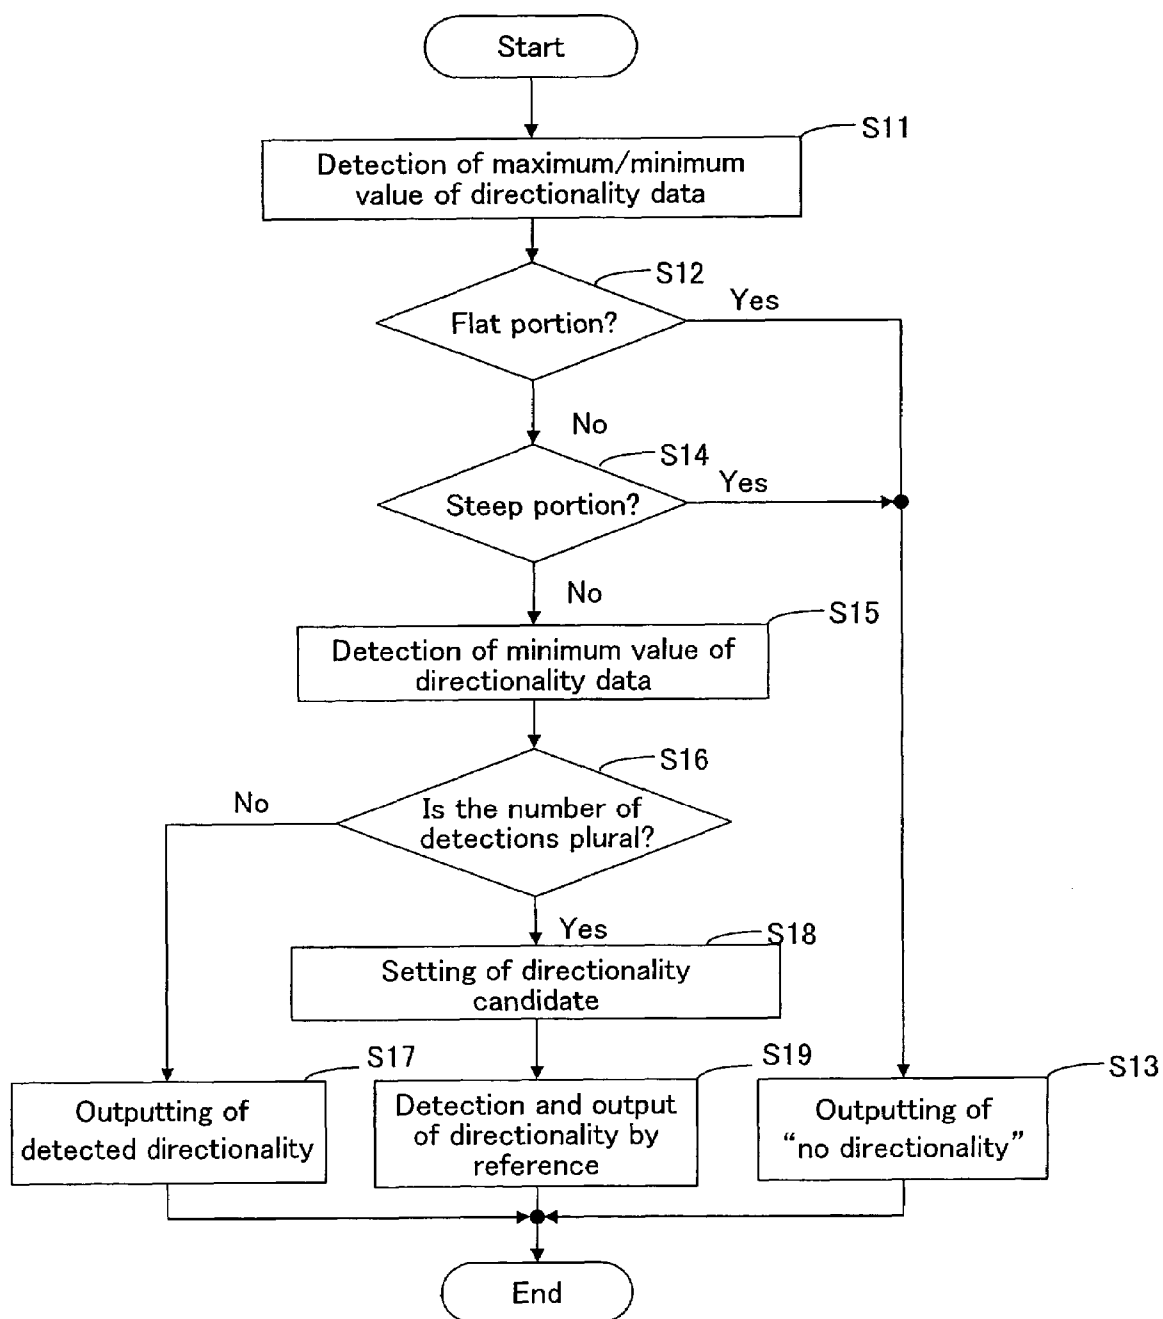 Start
S11
Detection of maximum/minimum
value of directionality data
S12
Yes
Flat portion?
No
S14
Yes
Steep portion?
No
S15
Detection of minimum value of
directionality data
S16
No
Is the number of
detections plural?
Yes
S18
Setting of directionality
candidate
S17
S19
S13
Outputting of
detected directionality
Detection and output
of directionality by
reference
Outputting of
“no directionality”
End